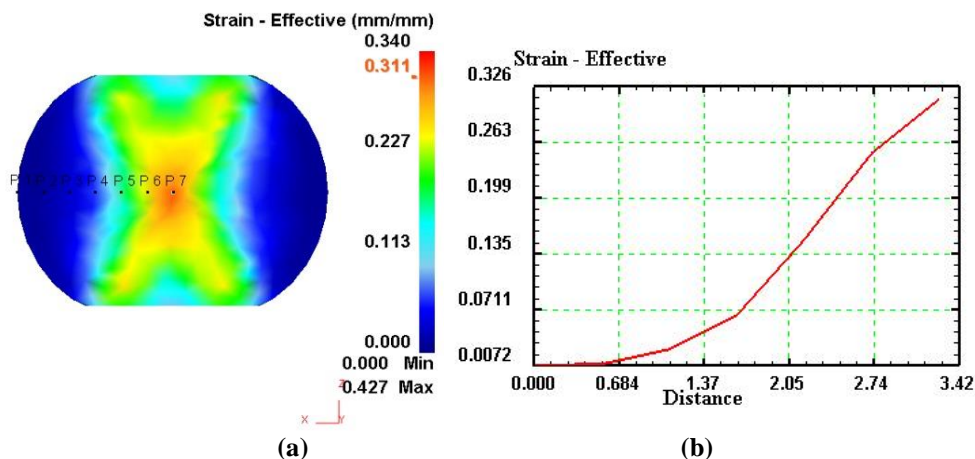 Strain - Effective (mm/mm)
0.340
0.311
0.227
0.113
0.000
0.000 Min
0.427 Max
P 4 P 5 P 6 P 7
Z
X Y
(a)
Strain - Effective
0.326
0.263
0.199
0.135
0.0711
0.0072
0.000 0.684 1.37 2.05 2.74 3.42
Distance
(b)